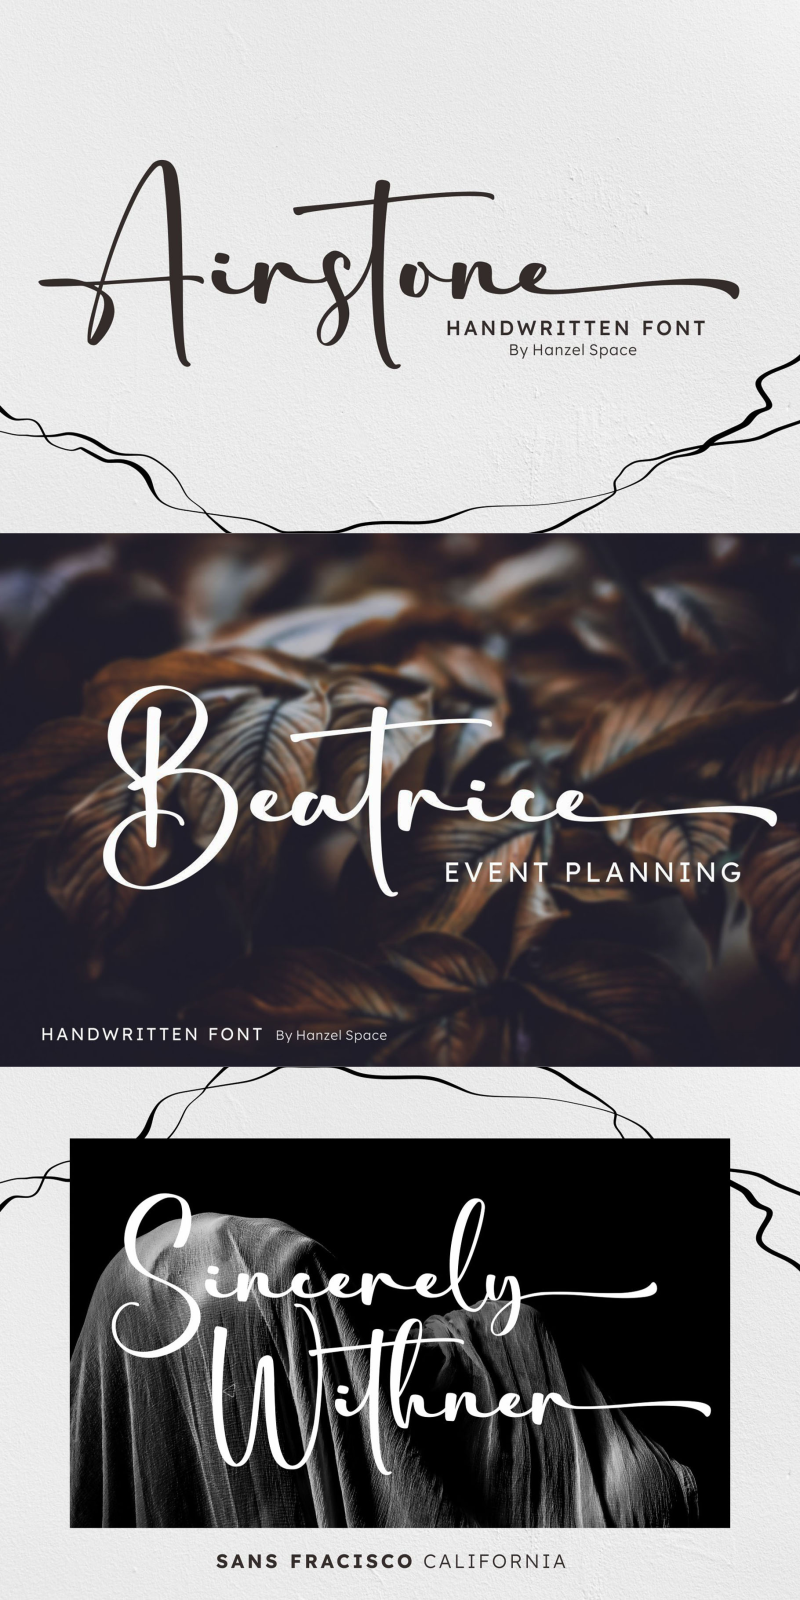 Airstone
HANDWRITTEN FONT
By Hanzel Space
Beatrice
EVENT PLANNING
HANDWRITTEN FONT By Hanzel Space
Sincerely
Withner
SANS FRACISCO CALIFORNIA